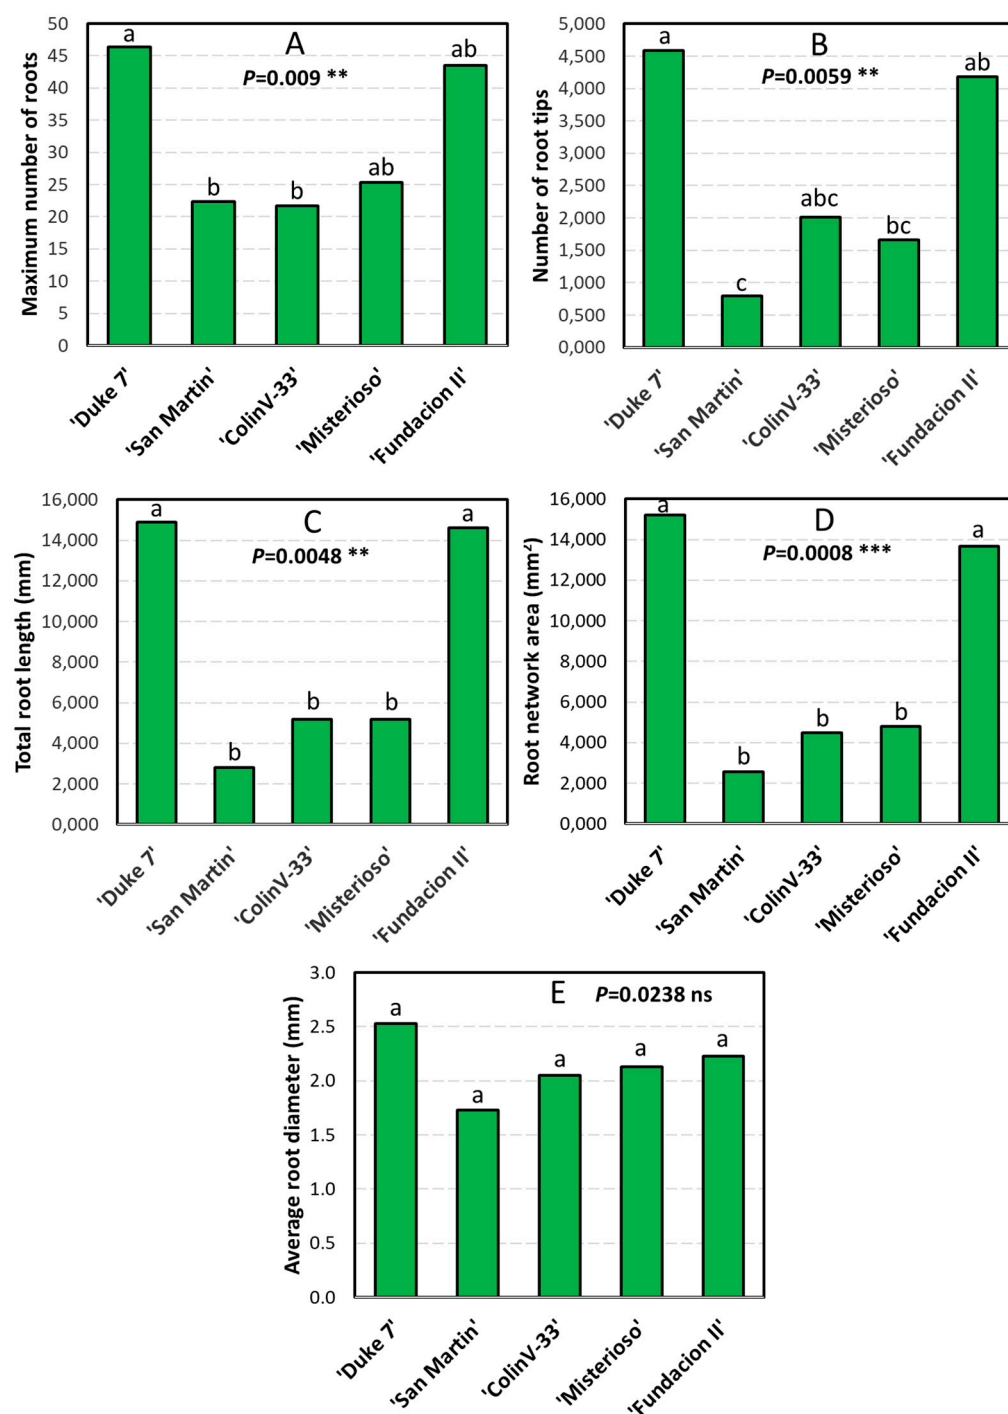 A
P=0.009 **
Maximum number of roots
50
45
40
35
30
25
20
15
10
5
0
a
b
b
ab
ab
'Duke 7'
'San Martin'
'ColinV-33'
'Misterioso'
'Fundacion II'
B
P=0.0059 **
Number of root tips
5,000
4,500
4,000
3,500
3,000
2,500
2,000
1,500
1,000
0,500
0,000
a
c
abc
bc
ab
'Duke 7'
'San Martin'
'ColinV-33'
'Misterioso'
'Fundacion II'
C
P=0.0048 **
Total root length (mm)
16,000
14,000
12,000
10,000
8,000
6,000
4,000
2,000
0,000
a
b
b
b
a
'Duke 7'
'San Martin'
'ColinV-33'
'Misterioso'
'Fundacion II'
D
P=0.0008 ***
Root network area (mm²)
16,000
14,000
12,000
10,000
8,000
6,000
4,000
2,000
0,000
a
b
b
b
a
'Duke 7'
'San Martin'
'ColinV-33'
'Misterioso'
'Fundacion II'
E
P=0.0238 ns
Average root diameter (mm)
3.0
2.5
2.0
1.5
1.0
0.5
0.0
a
a
a
a
a
'Duke 7'
'San Martin'
'ColinV-33'
'Misterioso'
'Fundacion II'